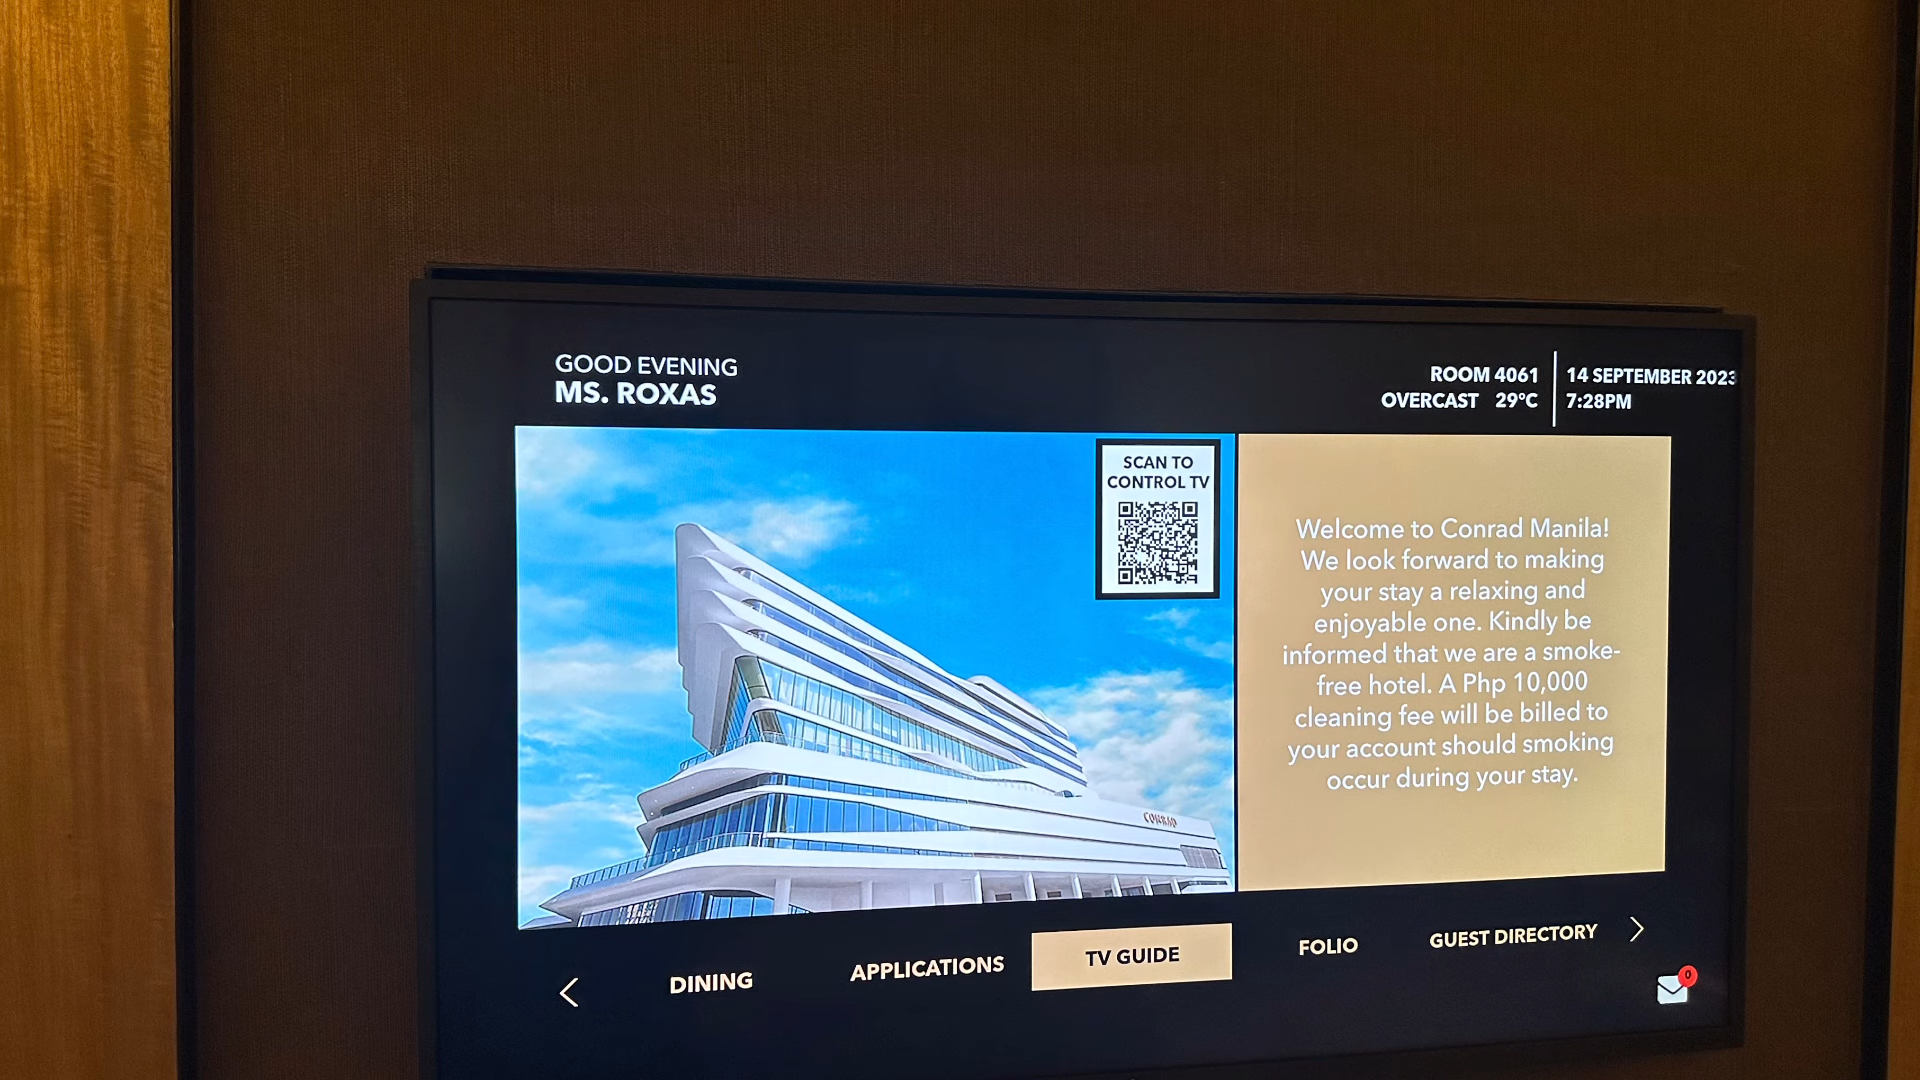 GOOD EVENING
MS. ROXAS
ROOM 4061
OVERCAST 29°C
14 SEPTEMBER 2023
7:28PM
SCAN TO
CONTROL TV
CONRAD
Welcome to Conrad Manila!
We look forward to making
your stay a relaxing and
enjoyable one. Kindly be
informed that we are a smoke-
free hotel. A Php 10,000
cleaning fee will be billed to
your account should smoking
occur during your stay.
DINING
APPLICATIONS
TV GUIDE
FOLIO
GUEST DIRECTORY
0